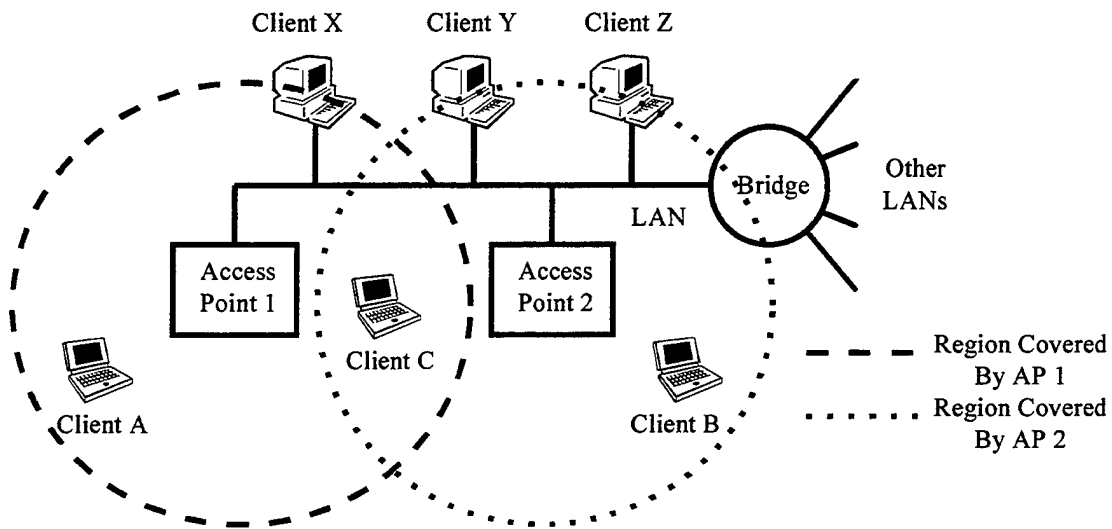 Client X
Client Y
Client Z
Bridge
Other
LANs
LAN
Access
Point 1
Access
Point 2
Client C
Client A
Client B
Region Covered
By AP 1
Region Covered
By AP 2